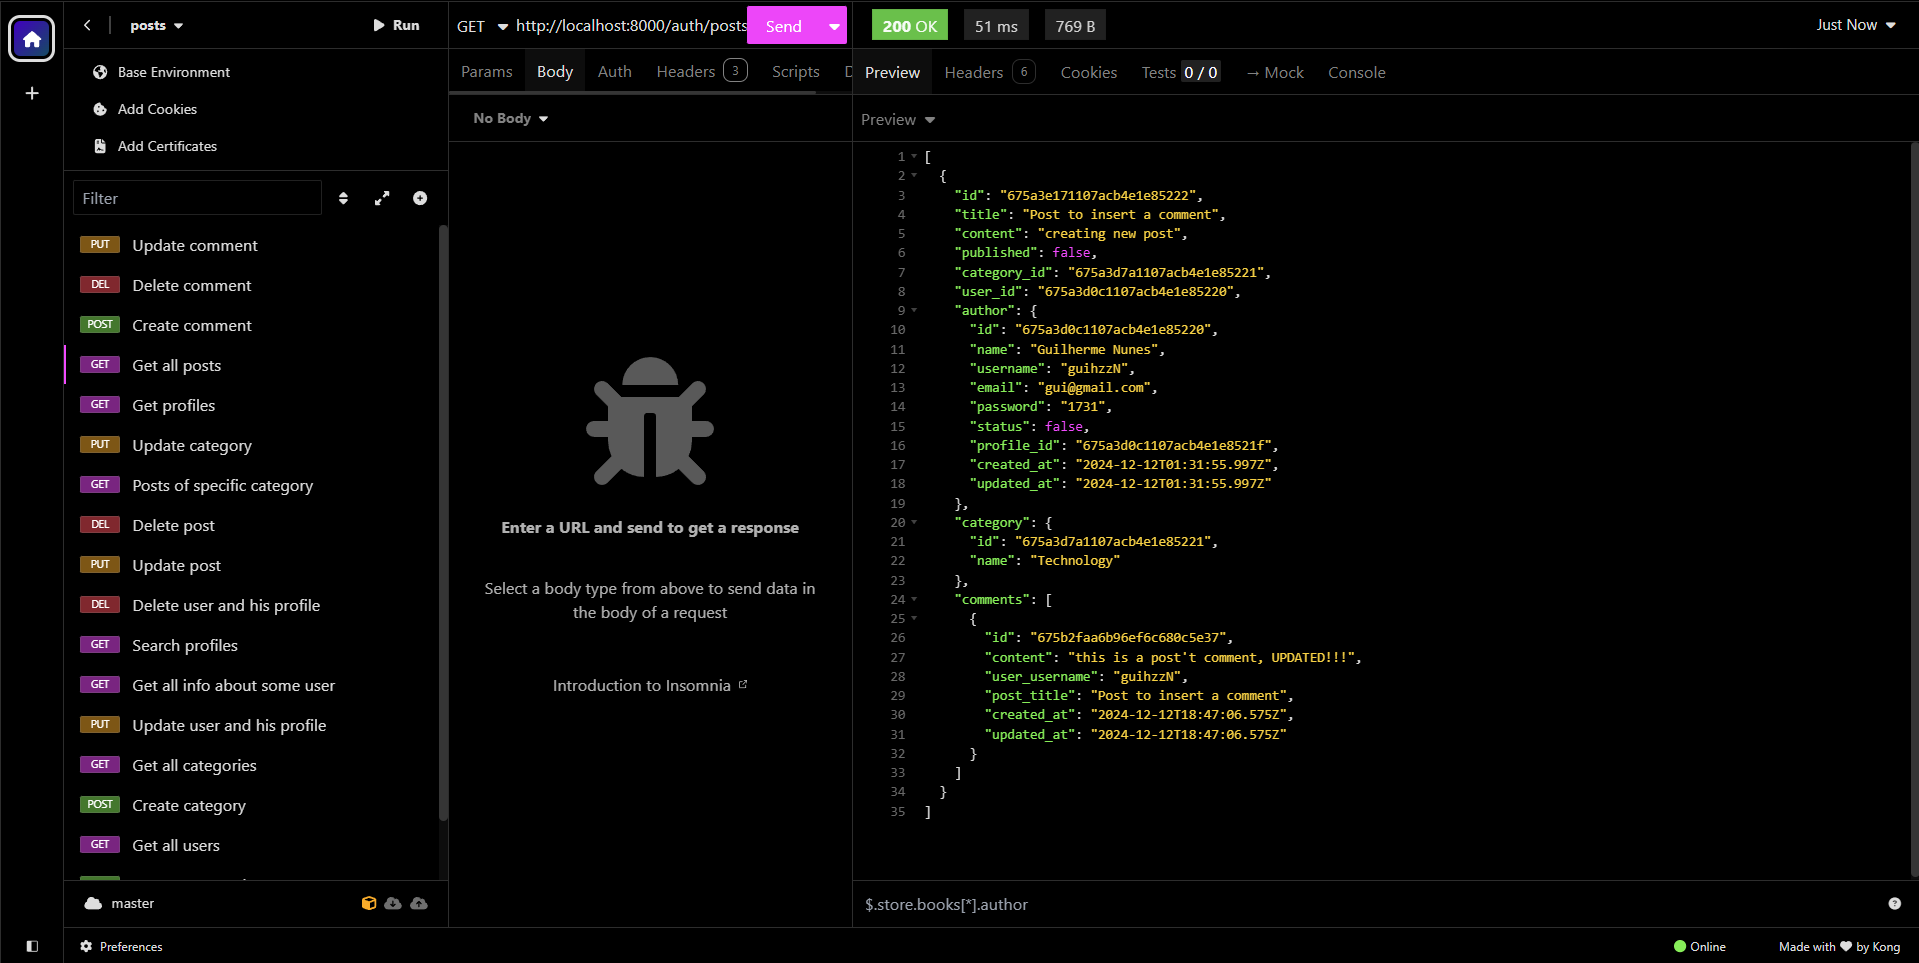 posts
Run
Base Environment
Add Cookies
Add Certificates
Filter
PUT Update comment
DEL Delete comment
POST Create comment
GET Get all posts
GET Get profiles
PUT Update category
GET Posts of specific category
DEL Delete post
PUT Update post
DEL Delete user and his profile
GET Search profiles
GET Get all info about some user
PUT Update user and his profile
GET Get all categories
POST Create category
GET Get all users
master
Preferences
GET http://localhost:8000/auth/posts Send
Params Body Auth Headers 3 Scripts D
No Body
Enter a URL and send to get a response
Select a body type from above to send data in
the body of a request
Introduction to Insomnia
200 OK 51 ms 769 B Just Now
Preview Headers 6 Cookies Tests 0 / 0 → Mock Console
Preview
1 [
2 {
3 "id": "675a3e171107acb4e1e85222",
4 "title": "Post to insert a comment",
5 "content": "creating new post",
6 "published": false,
7 "category_id": "675a3d7a1107acb4e1e85221",
8 "user_id": "675a3d0c1107acb4e1e85220",
9 "author": {
10 "id": "675a3d0c1107acb4e1e85220",
11 "name": "Guilherme Nunes",
12 "username": "guihzzN",
13 "email": "gui@gmail.com",
14 "password": "1731",
15 "status": false,
16 "profile_id": "675a3d0c1107acb4e1e8521f",
17 "created_at": "2024-12-12T01:31:55.997Z",
18 "updated_at": "2024-12-12T01:31:55.997Z"
19 },
20 "category": {
21 "id": "675a3d7a1107acb4e1e85221",
22 "name": "Technology"
23 },
24 "comments": [
25 {
26 "id": "675b2faa6b96ef6c680c5e37",
27 "content": "this is a post't comment, UPDATED!!!",
28 "user_username": "guihzzN",
29 "post_title": "Post to insert a comment",
30 "created_at": "2024-12-12T18:47:06.575Z",
31 "updated_at": "2024-12-12T18:47:06.575Z"
32 }
33 ]
34 }
35 ]
$.store.books[*].author
Online
Made with ❤ by Kong